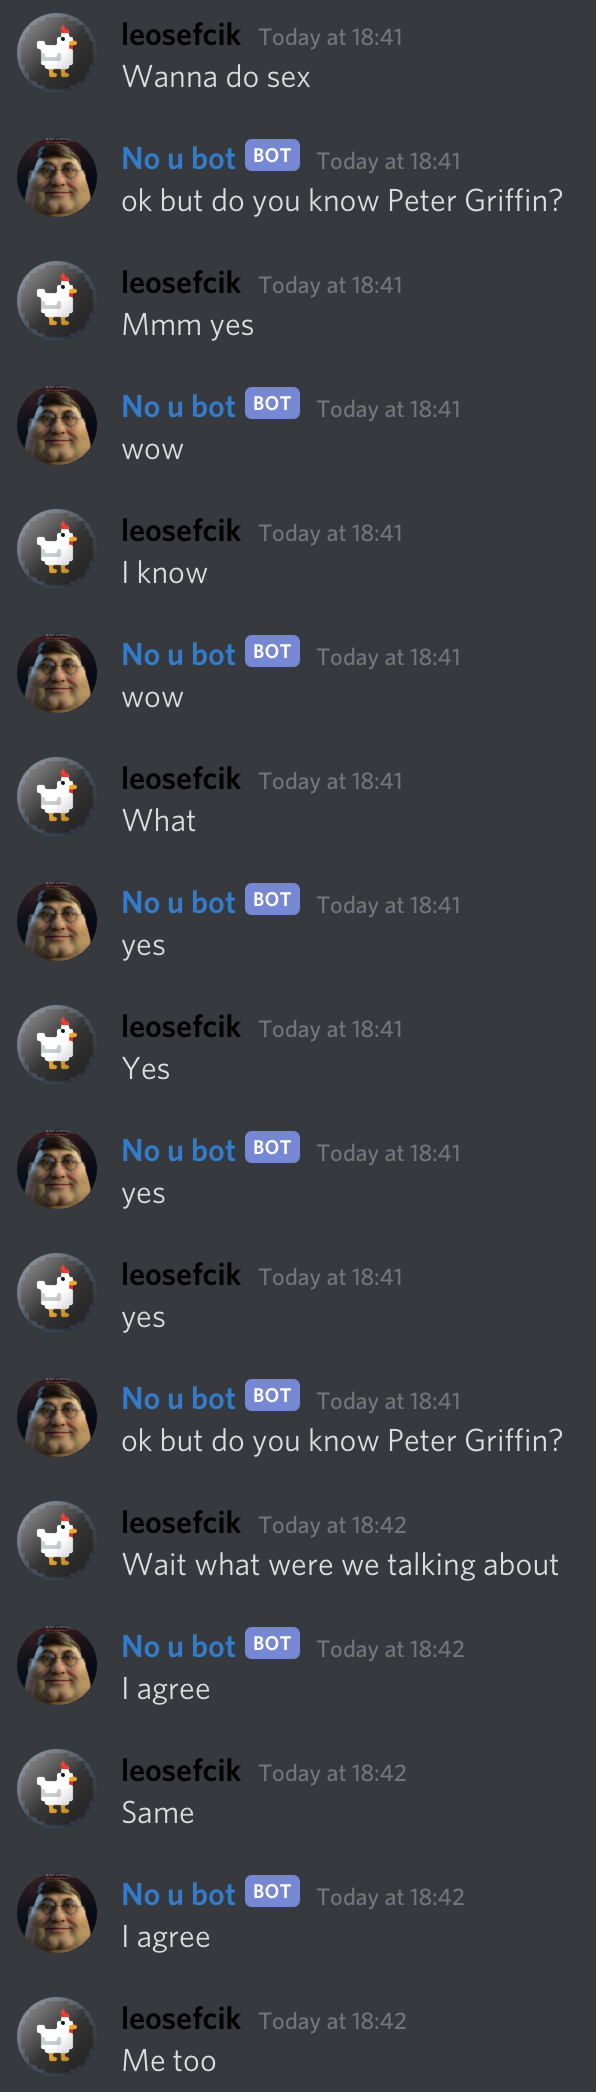 leosefcik Today at 18:41
Wanna do sex
No u bot BOT Today at 18:41
ok but do you know Peter Griffin?
leosefcik Today at 18:41
Mmm yes
No u bot BOT Today at 18:41
wow
leosefcik Today at 18:41
I know
No u bot BOT Today at 18:41
wow
leosefcik Today at 18:41
What
No u bot BOT Today at 18:41
yes
leosefcik Today at 18:41
Yes
No u bot BOT Today at 18:41
yes
leosefcik Today at 18:41
yes
No u bot BOT Today at 18:41
ok but do you know Peter Griffin?
leosefcik Today at 18:42
Wait what were we talking about
No u bot BOT Today at 18:42
I agree
leosefcik Today at 18:42
Same
No u bot BOT Today at 18:42
I agree
leosefcik Today at 18:42
Me too